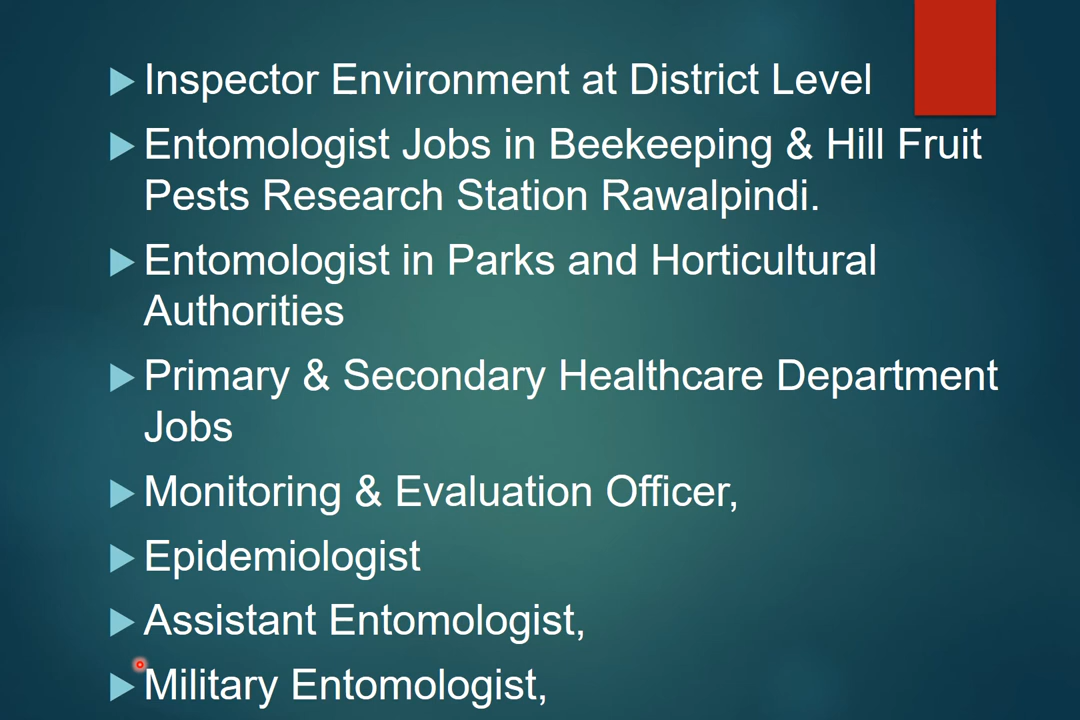 Inspector Environment at District Level
Entomologist Jobs in Beekeeping & Hill Fruit
Pests Research Station Rawalpindi.
Entomologist in Parks and Horticultural
Authorities
Primary & Secondary Healthcare Department
Jobs
Monitoring & Evaluation Officer,
Epidemiologist
Assistant Entomologist,
Military Entomologist,